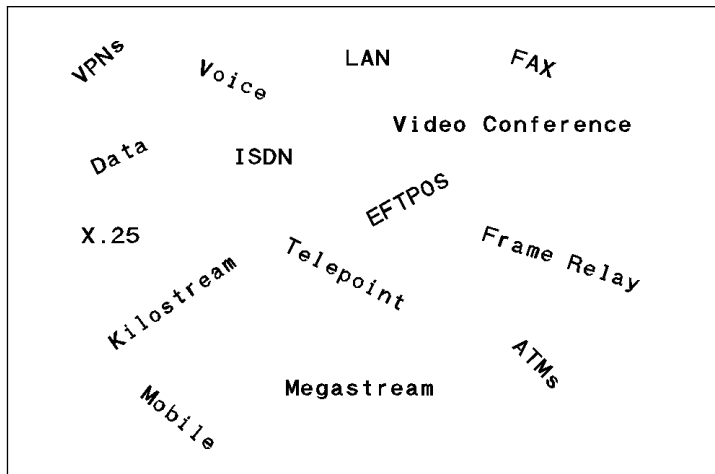 VPNs
Voice
LAN
FAX
Video Conference
Data
ISDN
EFTPOS
X.25
Telepoint
Frame Relay
Kilostream
ATMs
Megastream
Mobile